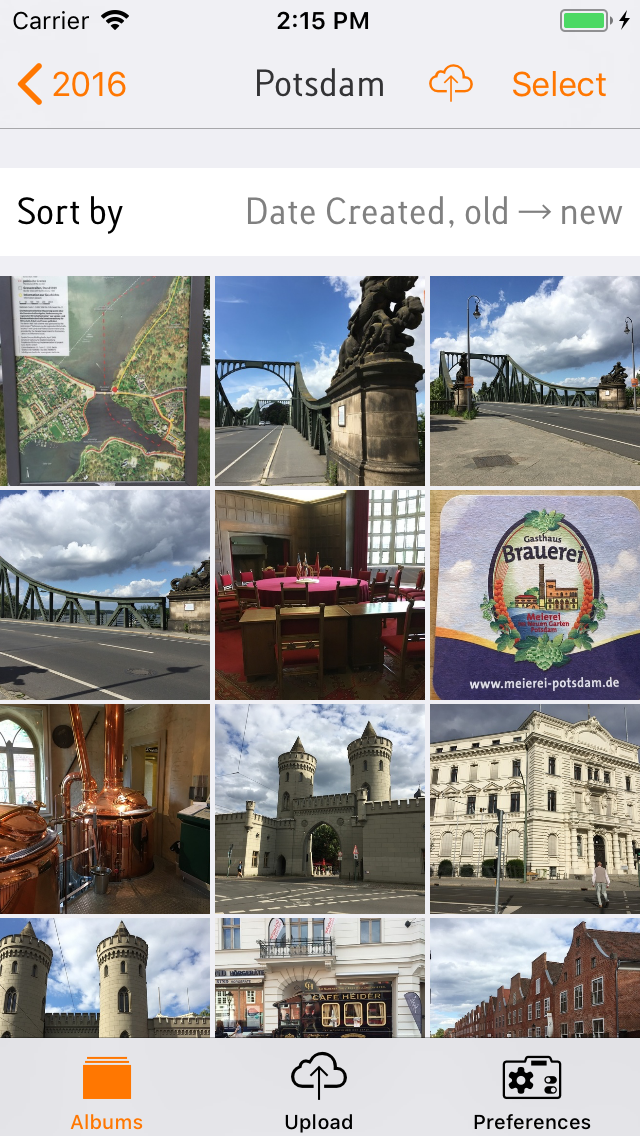 Carrier 2:15 PM
2016 Potsdam Select
Sort by Date Created, old → new
Gasthaus
Brauerei
Meierei
Potsdam
www.meierei-potsdam.de
CAFE HEIDER
Albums Upload Preferences